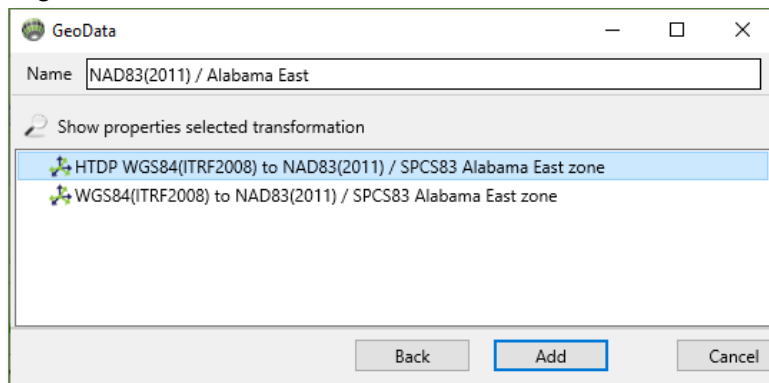 GeoData
Name NAD83(2011) / Alabama East
Show properties selected transformation
HTDP WGS84(ITRF2008) to NAD83(2011) / SPCS83 Alabama East zone
WGS84(ITRF2008) to NAD83(2011) / SPCS83 Alabama East zone
Back Add Cancel